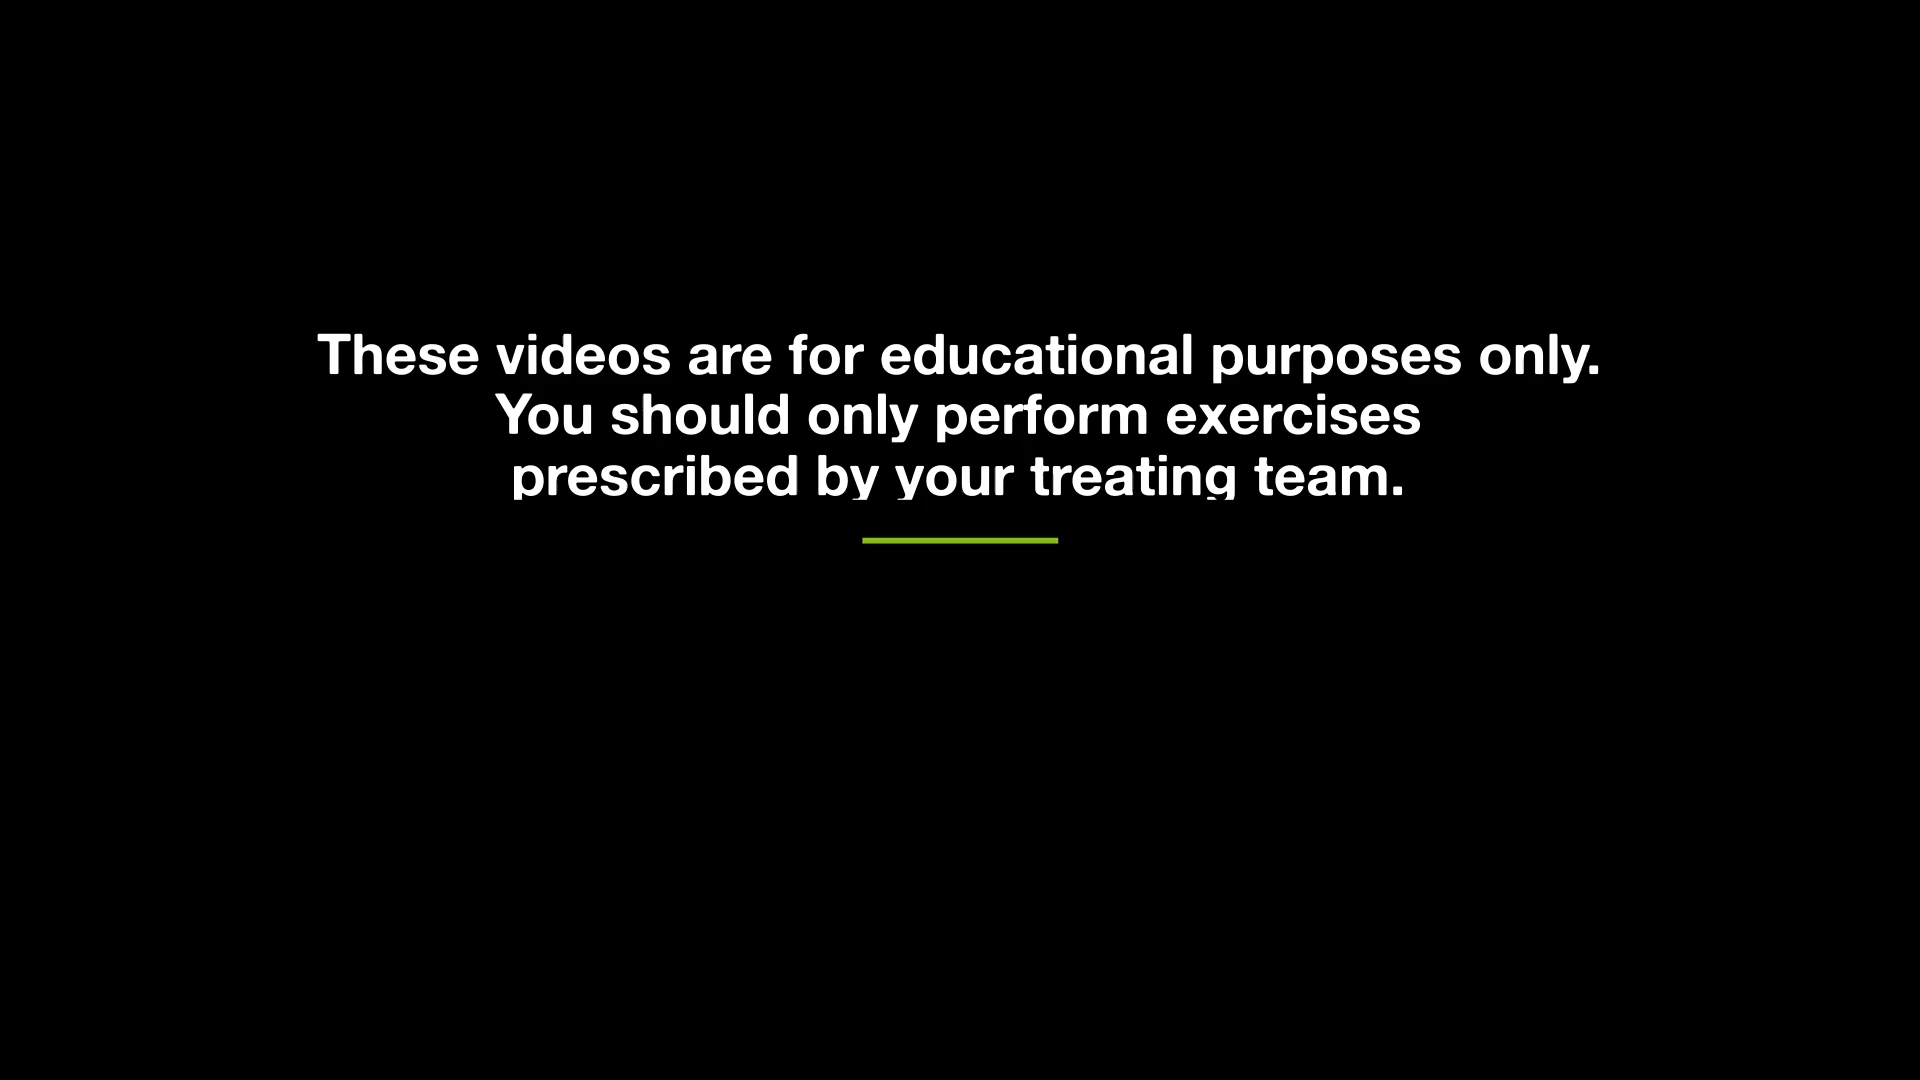 These videos are for educational purposes only.
You should only perform exercises
prescribed by your treating team.